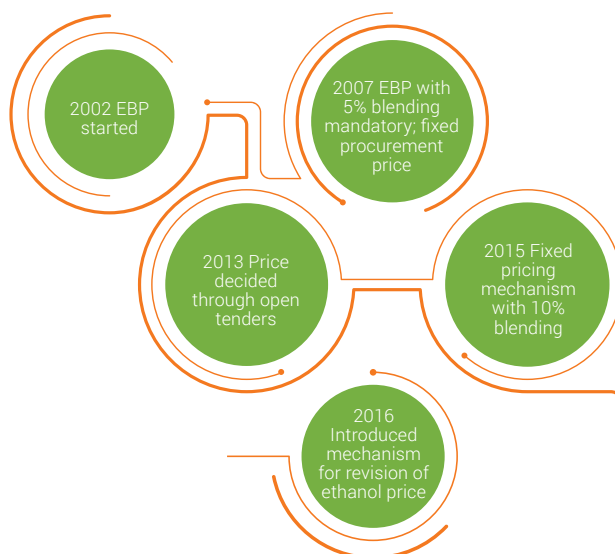 2002 EBP
started
2007 EBP with
5% blending
mandatory; fixed
procurement
price
2013 Price
decided
through open
tenders
2015 Fixed
pricing
mechanism
with 10%
blending
2016
Introduced
mechanism
for revision of
ethanol price